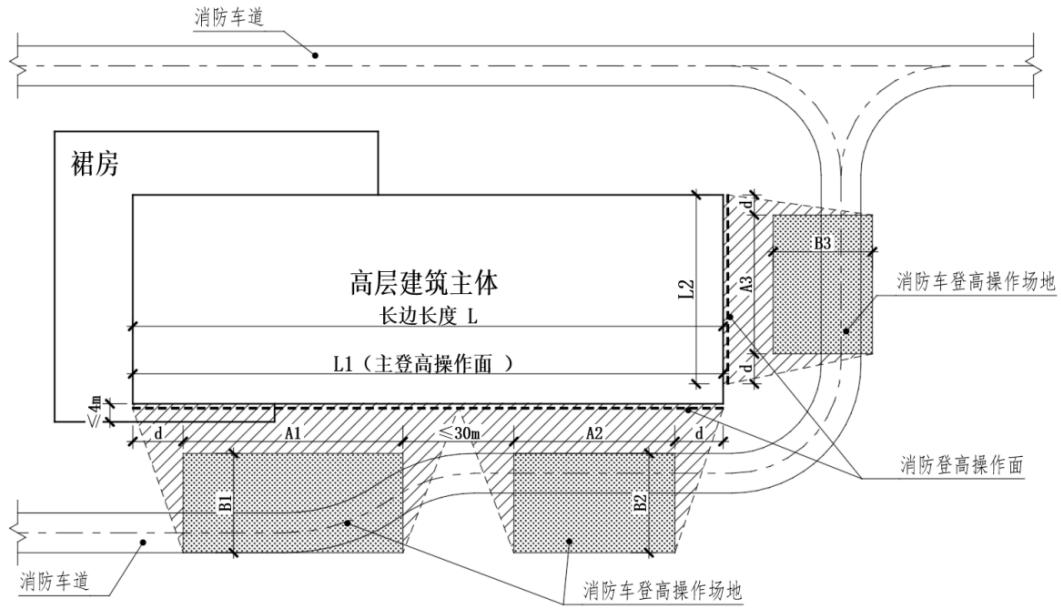 消防车道
裙房
高层建筑主体
长边长度 L
L1（主登高操作面 ）
L2
d
A3
d
B3
消防车登高操作场地
≤4m
d
A1
≤30m
A2
d
B1
B2
消防登高操作面
消防车道
消防车登高操作场地